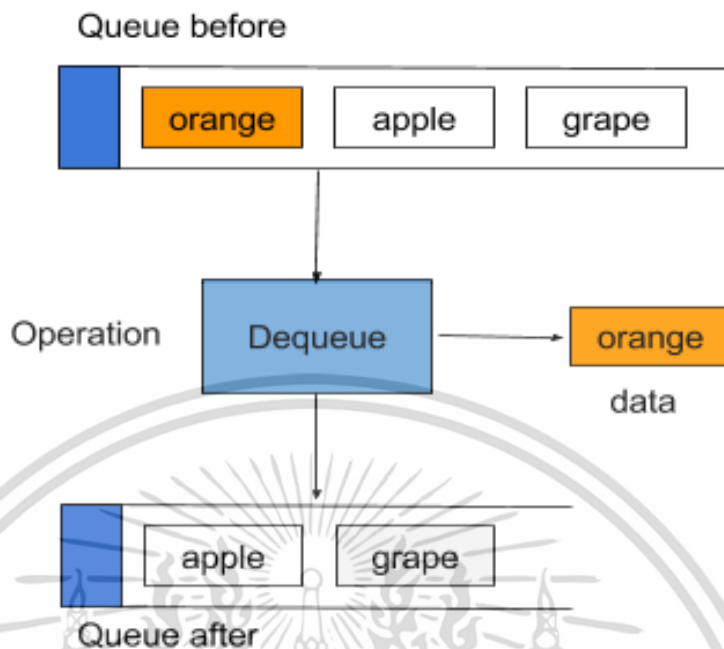 Queue before
orange apple grape
Operation Dequeue orange
data
apple grape
Queue after